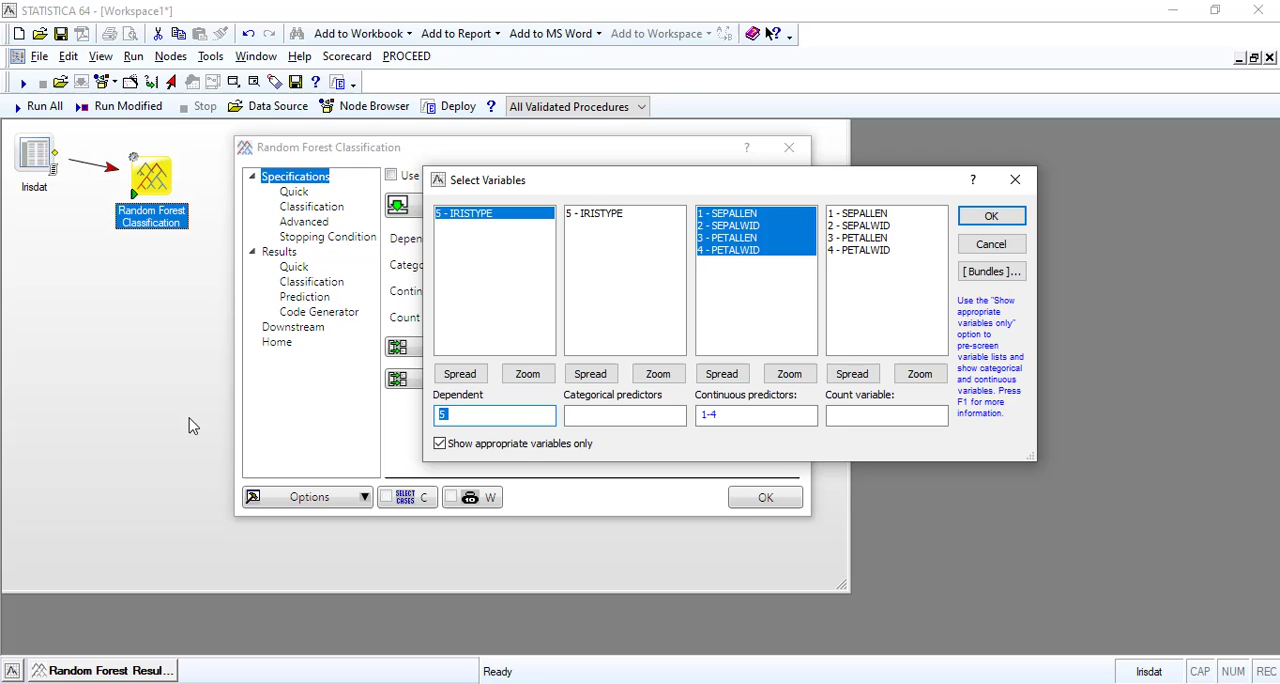 STATISTICA 64 - [Workspace1*]
Add to Workbook Add to Report Add to MS Word Add to Workspace
File Edit View Run Nodes Tools Window Help Scorecard PROCEED
Run All Run Modified Stop Data Source Node Browser Deploy ? All Validated Procedures
Irisdat
Random Forest
Classification
Random Forest Classification ?
Specifications
Quick
Classification
Advanced
Stopping Condition
Results
Quick
Classification
Prediction
Code Generator
Downstream
Home
Use
Depen
Catego
Contin
Count
Options SELECT CASES C W OK
Select Variables ?
5 - IRISTYPE 5 - IRISTYPE 1 - SEPALLEN 1 - SEPALLEN
2 - SEPALWID 2 - SEPALWID
3 - PETALLEN 3 - PETALLEN
4 - PETALWID 4 - PETALWID
OK
Cancel
[ Bundles ]...
Use the "Show
appropriate
variables only"
option to
pre-screen
variable lists and
show categorical
and continuous
variables. Press
F1 for more
information.
Spread Zoom Spread Zoom Spread Zoom Spread Zoom
Dependent Categorical predictors Continuous predictors: Count variable:
5 1-4
Show appropriate variables only
Random Forest Resul... Ready Irisdat CAP NUM REC